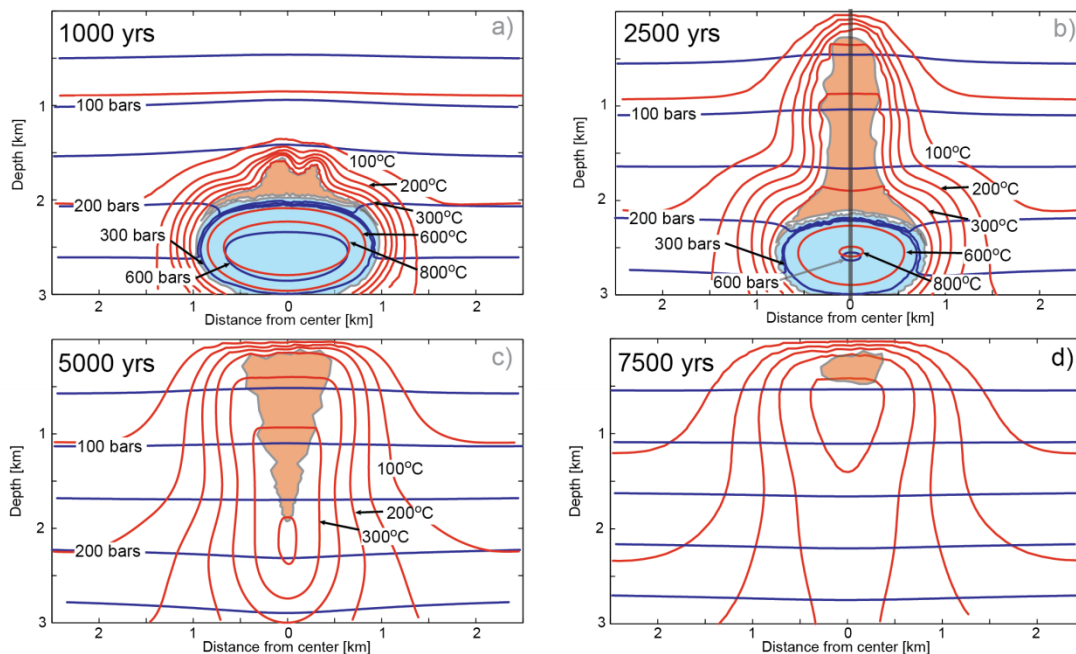 1000 yrs
a)
100 bars
100°C
200°C
200 bars
300°C
300 bars
600°C
600 bars
800°C
Depth [km]
1
2
3
2 1 0 1 2
Distance from center [km]
2500 yrs
b)
100 bars
100°C
200°C
200 bars
300°C
300 bars
600°C
600 bars
800°C
Depth [km]
1
2
3
2 1 0 1 2
Distance from center [km]
5000 yrs
c)
100 bars
100°C
200°C
300°C
200 bars
Depth [km]
1
2
3
2 1 0 1 2
Distance from center [km]
7500 yrs
d)
Depth [km]
1
2
3
2 1 0 1 2
Distance from center [km]